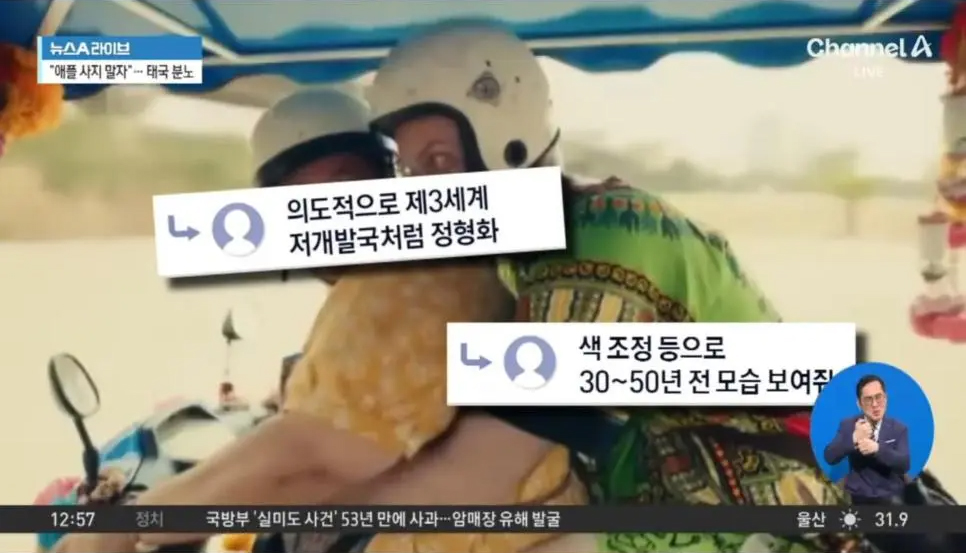 뉴스A 라이브
"애플 사지 말자"… 태국 분노
Channel A
LIVE
의도적으로 제3세계
저개발국처럼 정형화
색 조정 등으로
30~50년 전 모습 보여줘
12:57 정치 국방부 '실미도 사건' 53년 만에 사과…암매장 유해 발굴 울산 31.9